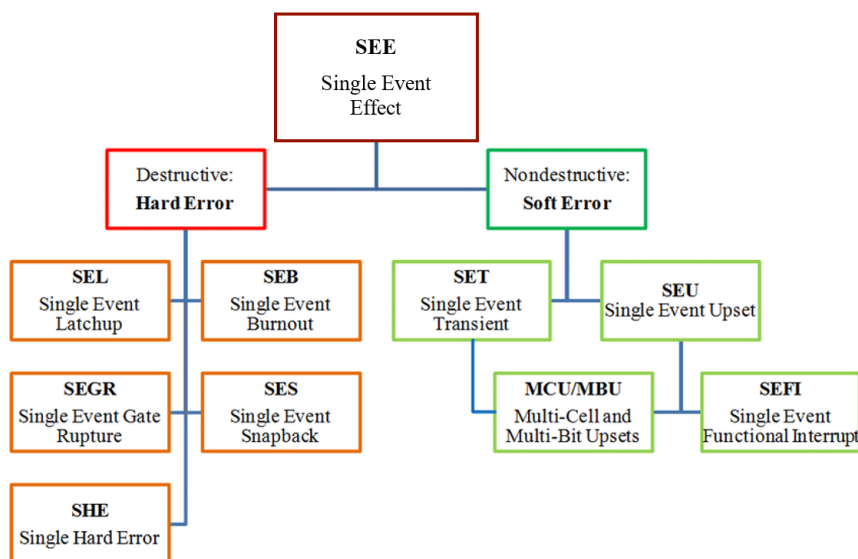 SEE
Single Event
Effect
Destructive:
Hard Error
Nondestructive:
Soft Error
SEL
Single Event
Latchup
SEB
Single Event
Burnout
SET
Single Event
Transient
SEU
Single Event Upset
SEGR
Single Event Gate
Rupture
SES
Single Event
Snapback
MCU/MBU
Multi-Cell and
Multi-Bit Upsets
SEFI
Single Event
Functional Interrupt
SHE
Single Hard Error